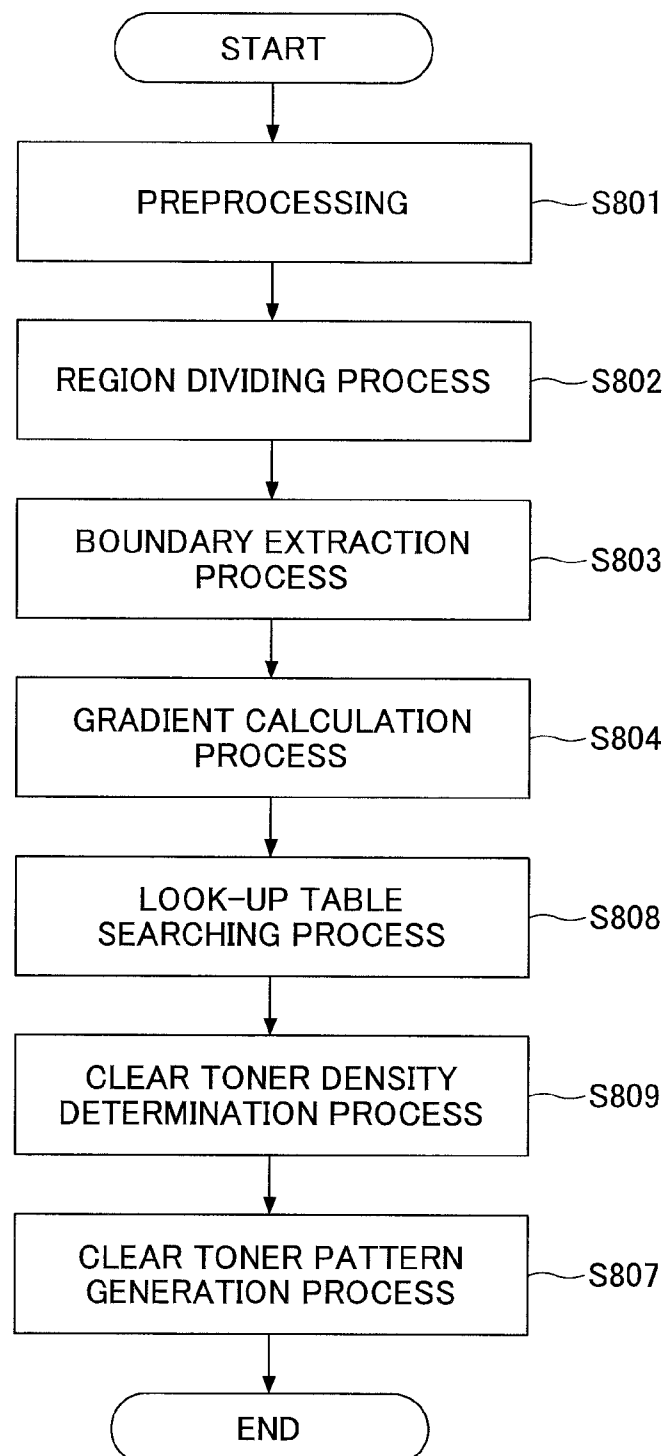 START
PREPROCESSING
S801
REGION DIVIDING PROCESS
S802
BOUNDARY EXTRACTION
PROCESS
S803
GRADIENT CALCULATION
PROCESS
S804
LOOK-UP TABLE
SEARCHING PROCESS
S808
CLEAR TONER DENSITY
DETERMINATION PROCESS
S809
CLEAR TONER PATTERN
GENERATION PROCESS
S807
END